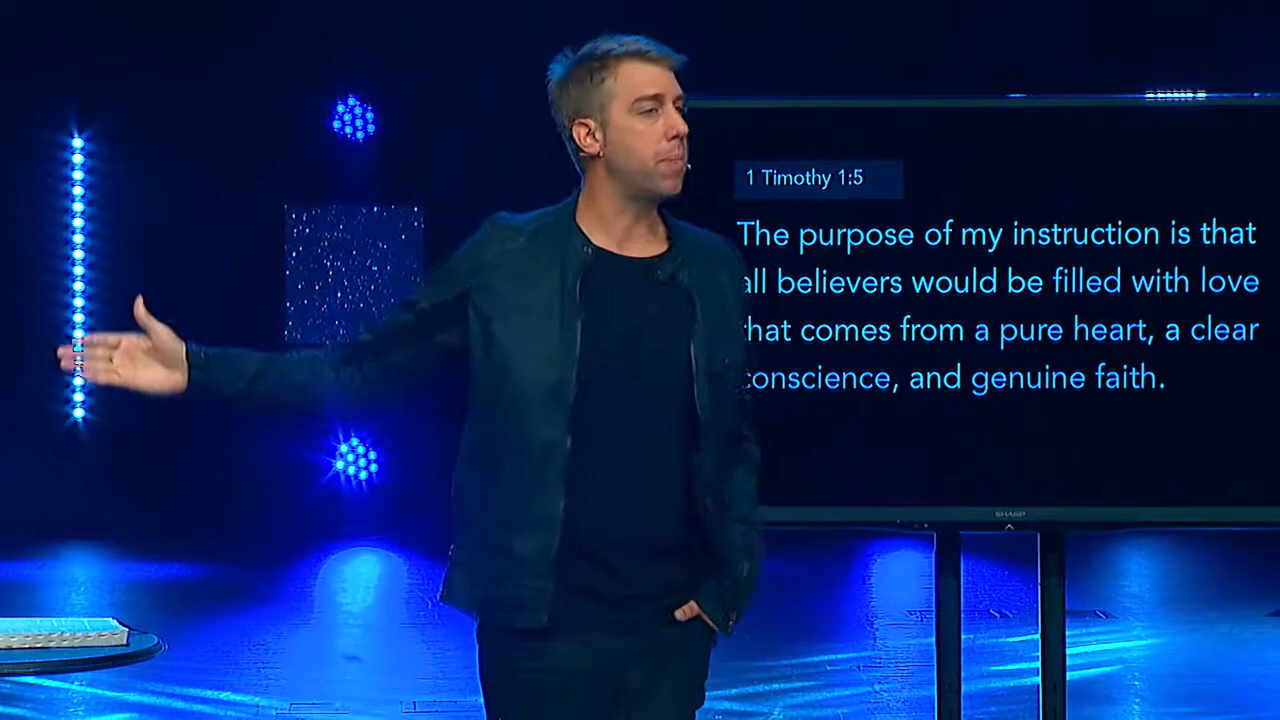 1 Timothy 1:5
The purpose of my instruction is that
all believers would be filled with love
that comes from a pure heart, a clear
conscience, and genuine faith.
SHARP